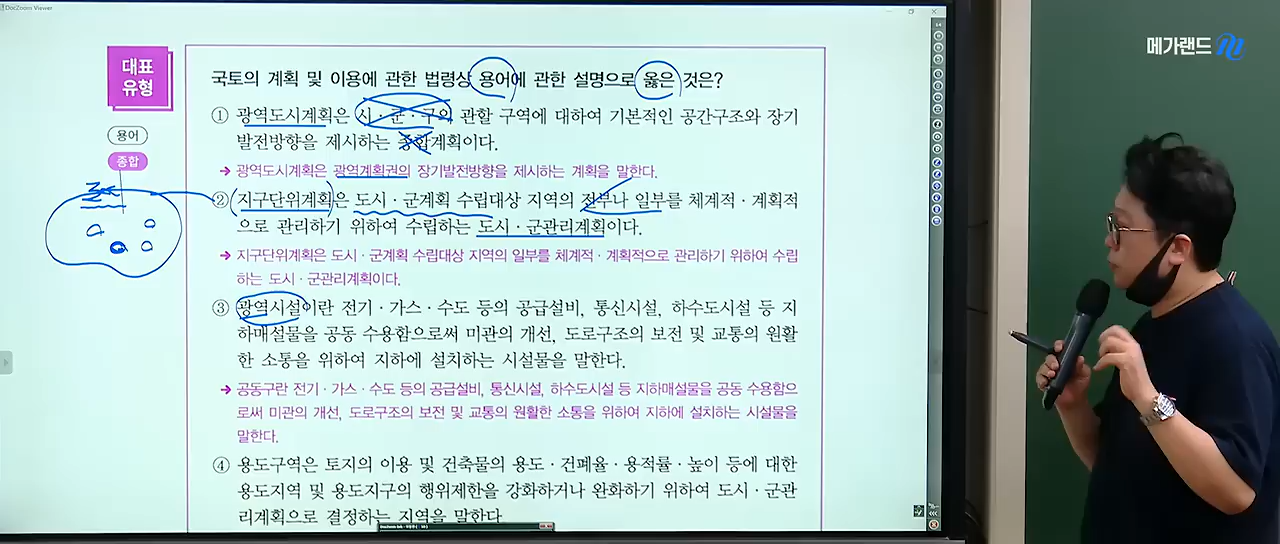 DocZoom Viewer
메가랜드
대표
유형
국토의 계획 및 이용에 관한 법령상 용어에 관한 설명으로 옳은 것은?
① 광역도시계획은 시·군·구의 관할 구역에 대하여 기본적인 공간구조와 장기
발전방향을 제시하는 종합계획이다.
용어
종합
→ 광역도시계획은 광역계획권의 장기발전방향을 제시하는 계획을 말한다.
② 지구단위계획은 도시·군계획 수립대상 지역의 전부나 일부를 체계적·계획적
으로 관리하기 위하여 수립하는 도시·군관리계획이다.
→ 지구단위계획은 도시·군계획 수립대상 지역의 일부를 체계적·계획적으로 관리하기 위하여 수립
하는 도시·군관리계획이다.
③ 광역시설이란 전기·가스·수도 등의 공급설비, 통신시설, 하수도시설 등 지
하매설물을 공동 수용함으로써 미관의 개선, 도로구조의 보전 및 교통의 원활
한 소통을 위하여 지하에 설치하는 시설물을 말한다.
→ 공동구란 전기·가스·수도 등의 공급설비, 통신시설, 하수도시설 등 지하매설물을 공동 수용함으
로써 미관의 개선, 도로구조의 보전 및 교통의 원활한 소통을 위하여 지하에 설치하는 시설물을
말한다.
④ 용도구역은 토지의 이용 및 건축물의 용도·건폐율·용적률·높이 등에 대한
용도지역 및 용도지구의 행위제한을 강화하거나 완화하기 위하여 도시·군관
리계획으로 결정하는 지역을 말한다